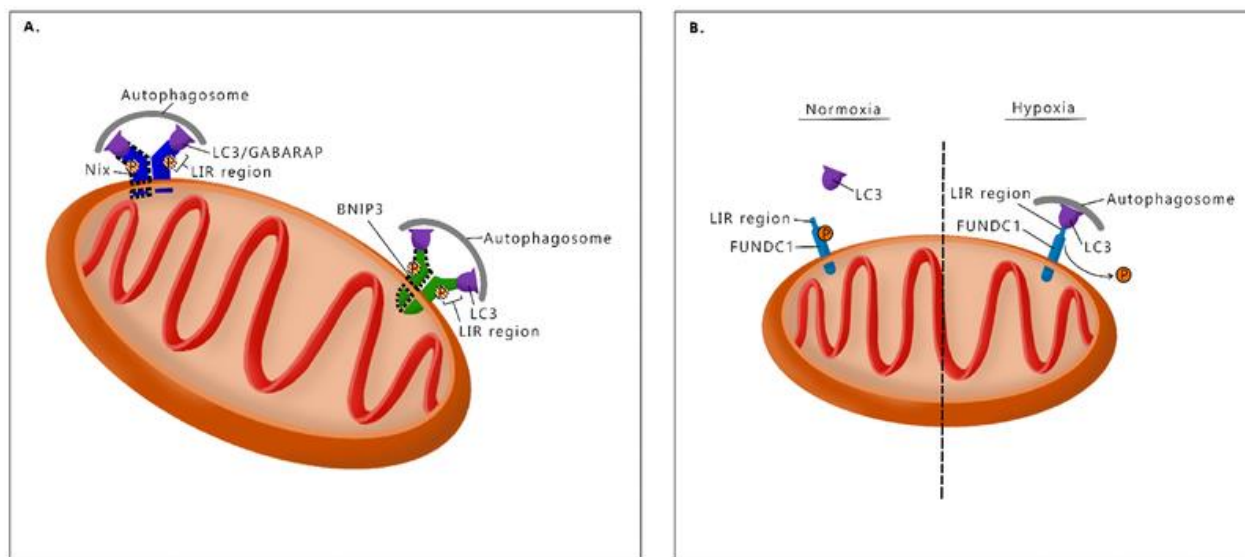 A.
Autophagosome
LC3/GABARAP
P
P
LIR region
Nix
BNIP3
Autophagosome
P
P
LC3
LIR region
B.
Normoxia
Hypoxia
LC3
LIR region
P
FUNDC1
LIR region
Autophagosome
FUNDC1
LC3
P